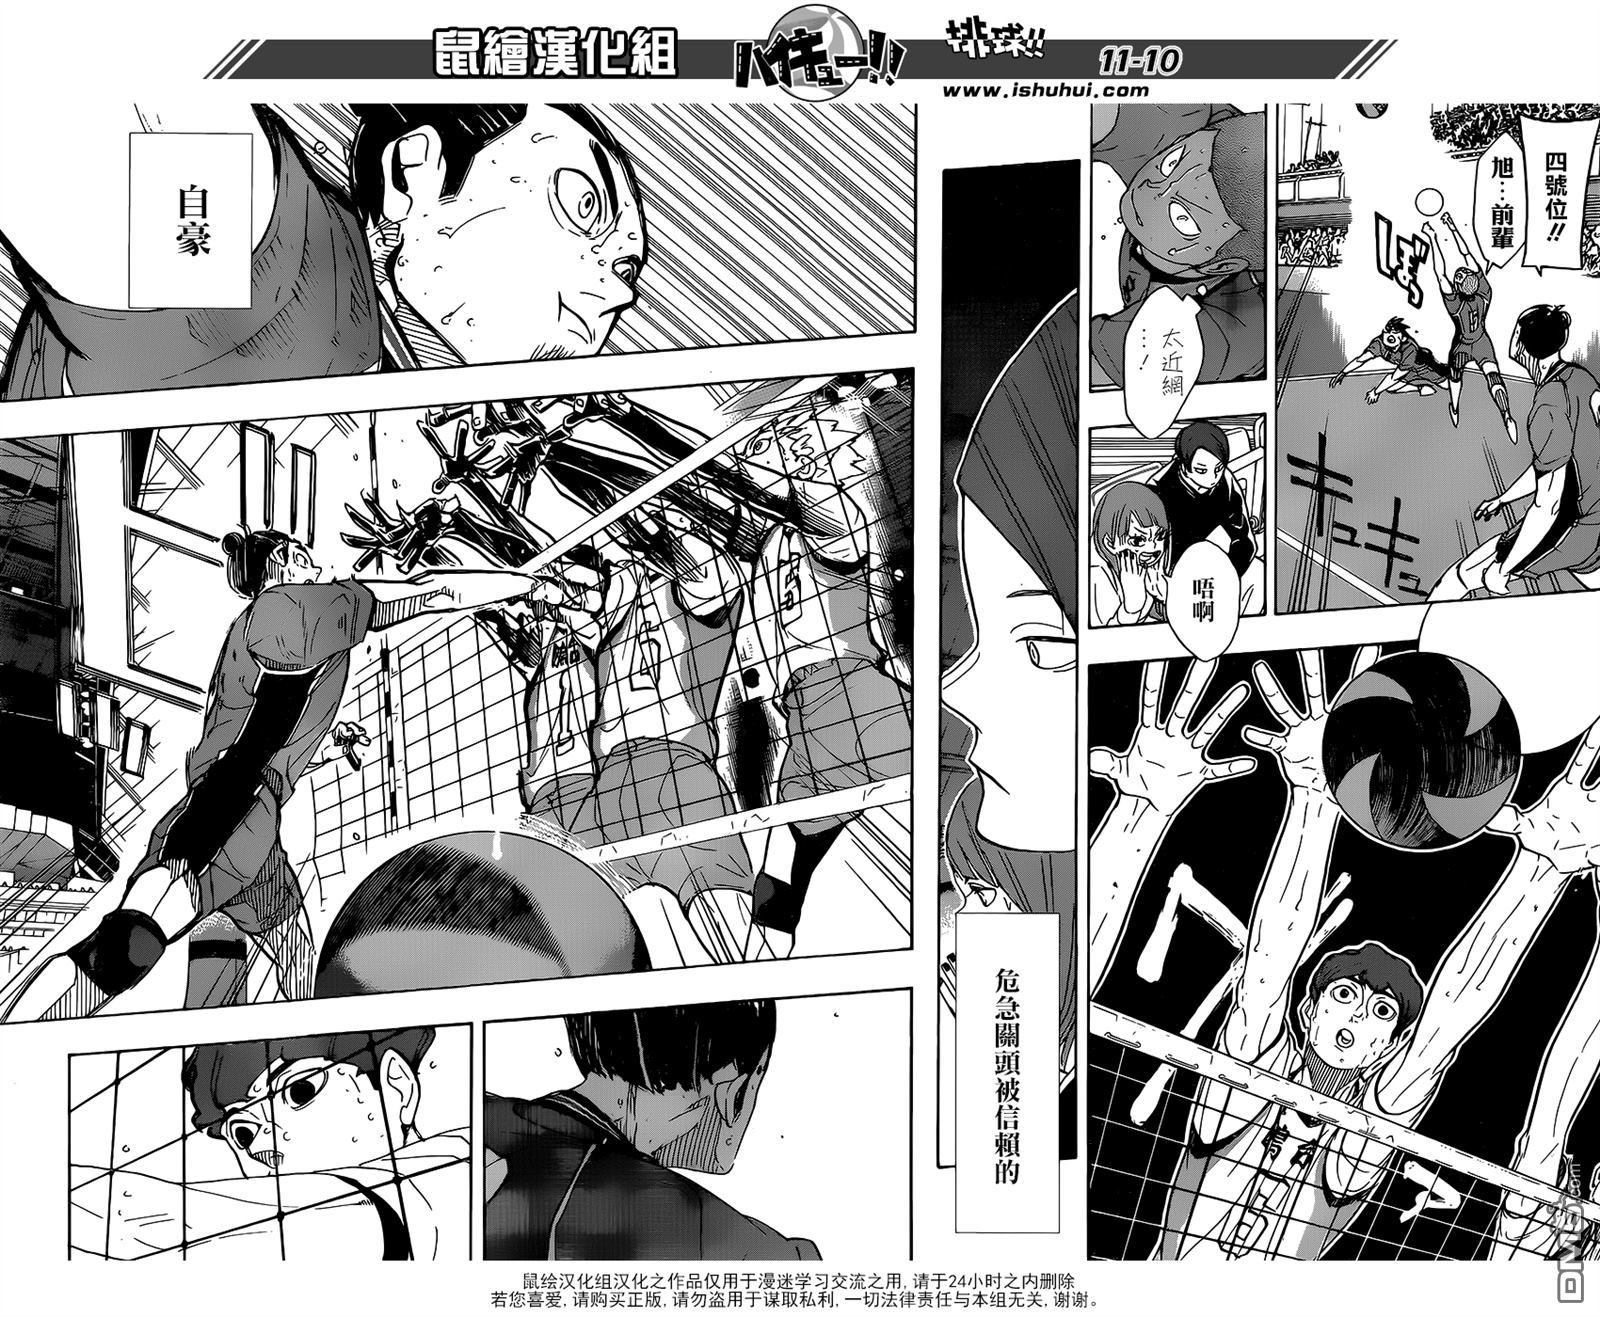 鼠繪漢化組
ハイキュー!!
排球!!
11-10
www.ishuhui.com
四號位!!
旭…前輩
ぽっ
キュキュ
太近網
…!
唔啊
危急關頭被信賴的
自豪
鼠绘汉化组汉化之作品仅用于漫迷学习交流之用,请于24小时之内删除
若您喜爱,请购买正版,请勿盗用于谋取私利,一切法律责任与本组无关,谢谢。